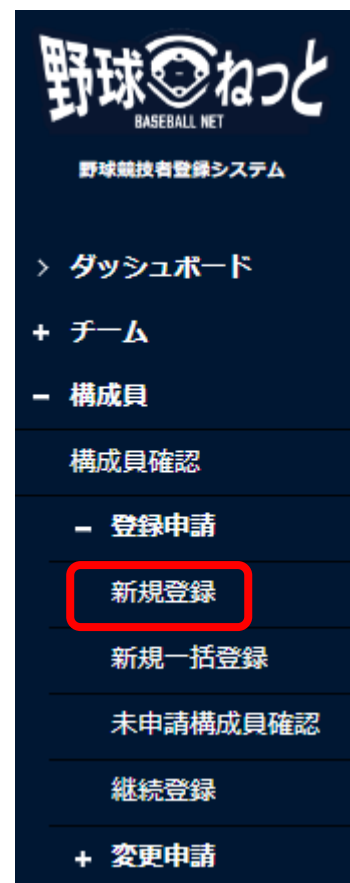 野球ねっと
BASEBALL NET
野球競技者登録システム
> ダッシュボード
+ チーム
− 構成員
構成員確認
− 登録申請
新規登録
新規一括登録
未申請構成員確認
継続登録
+ 変更申請